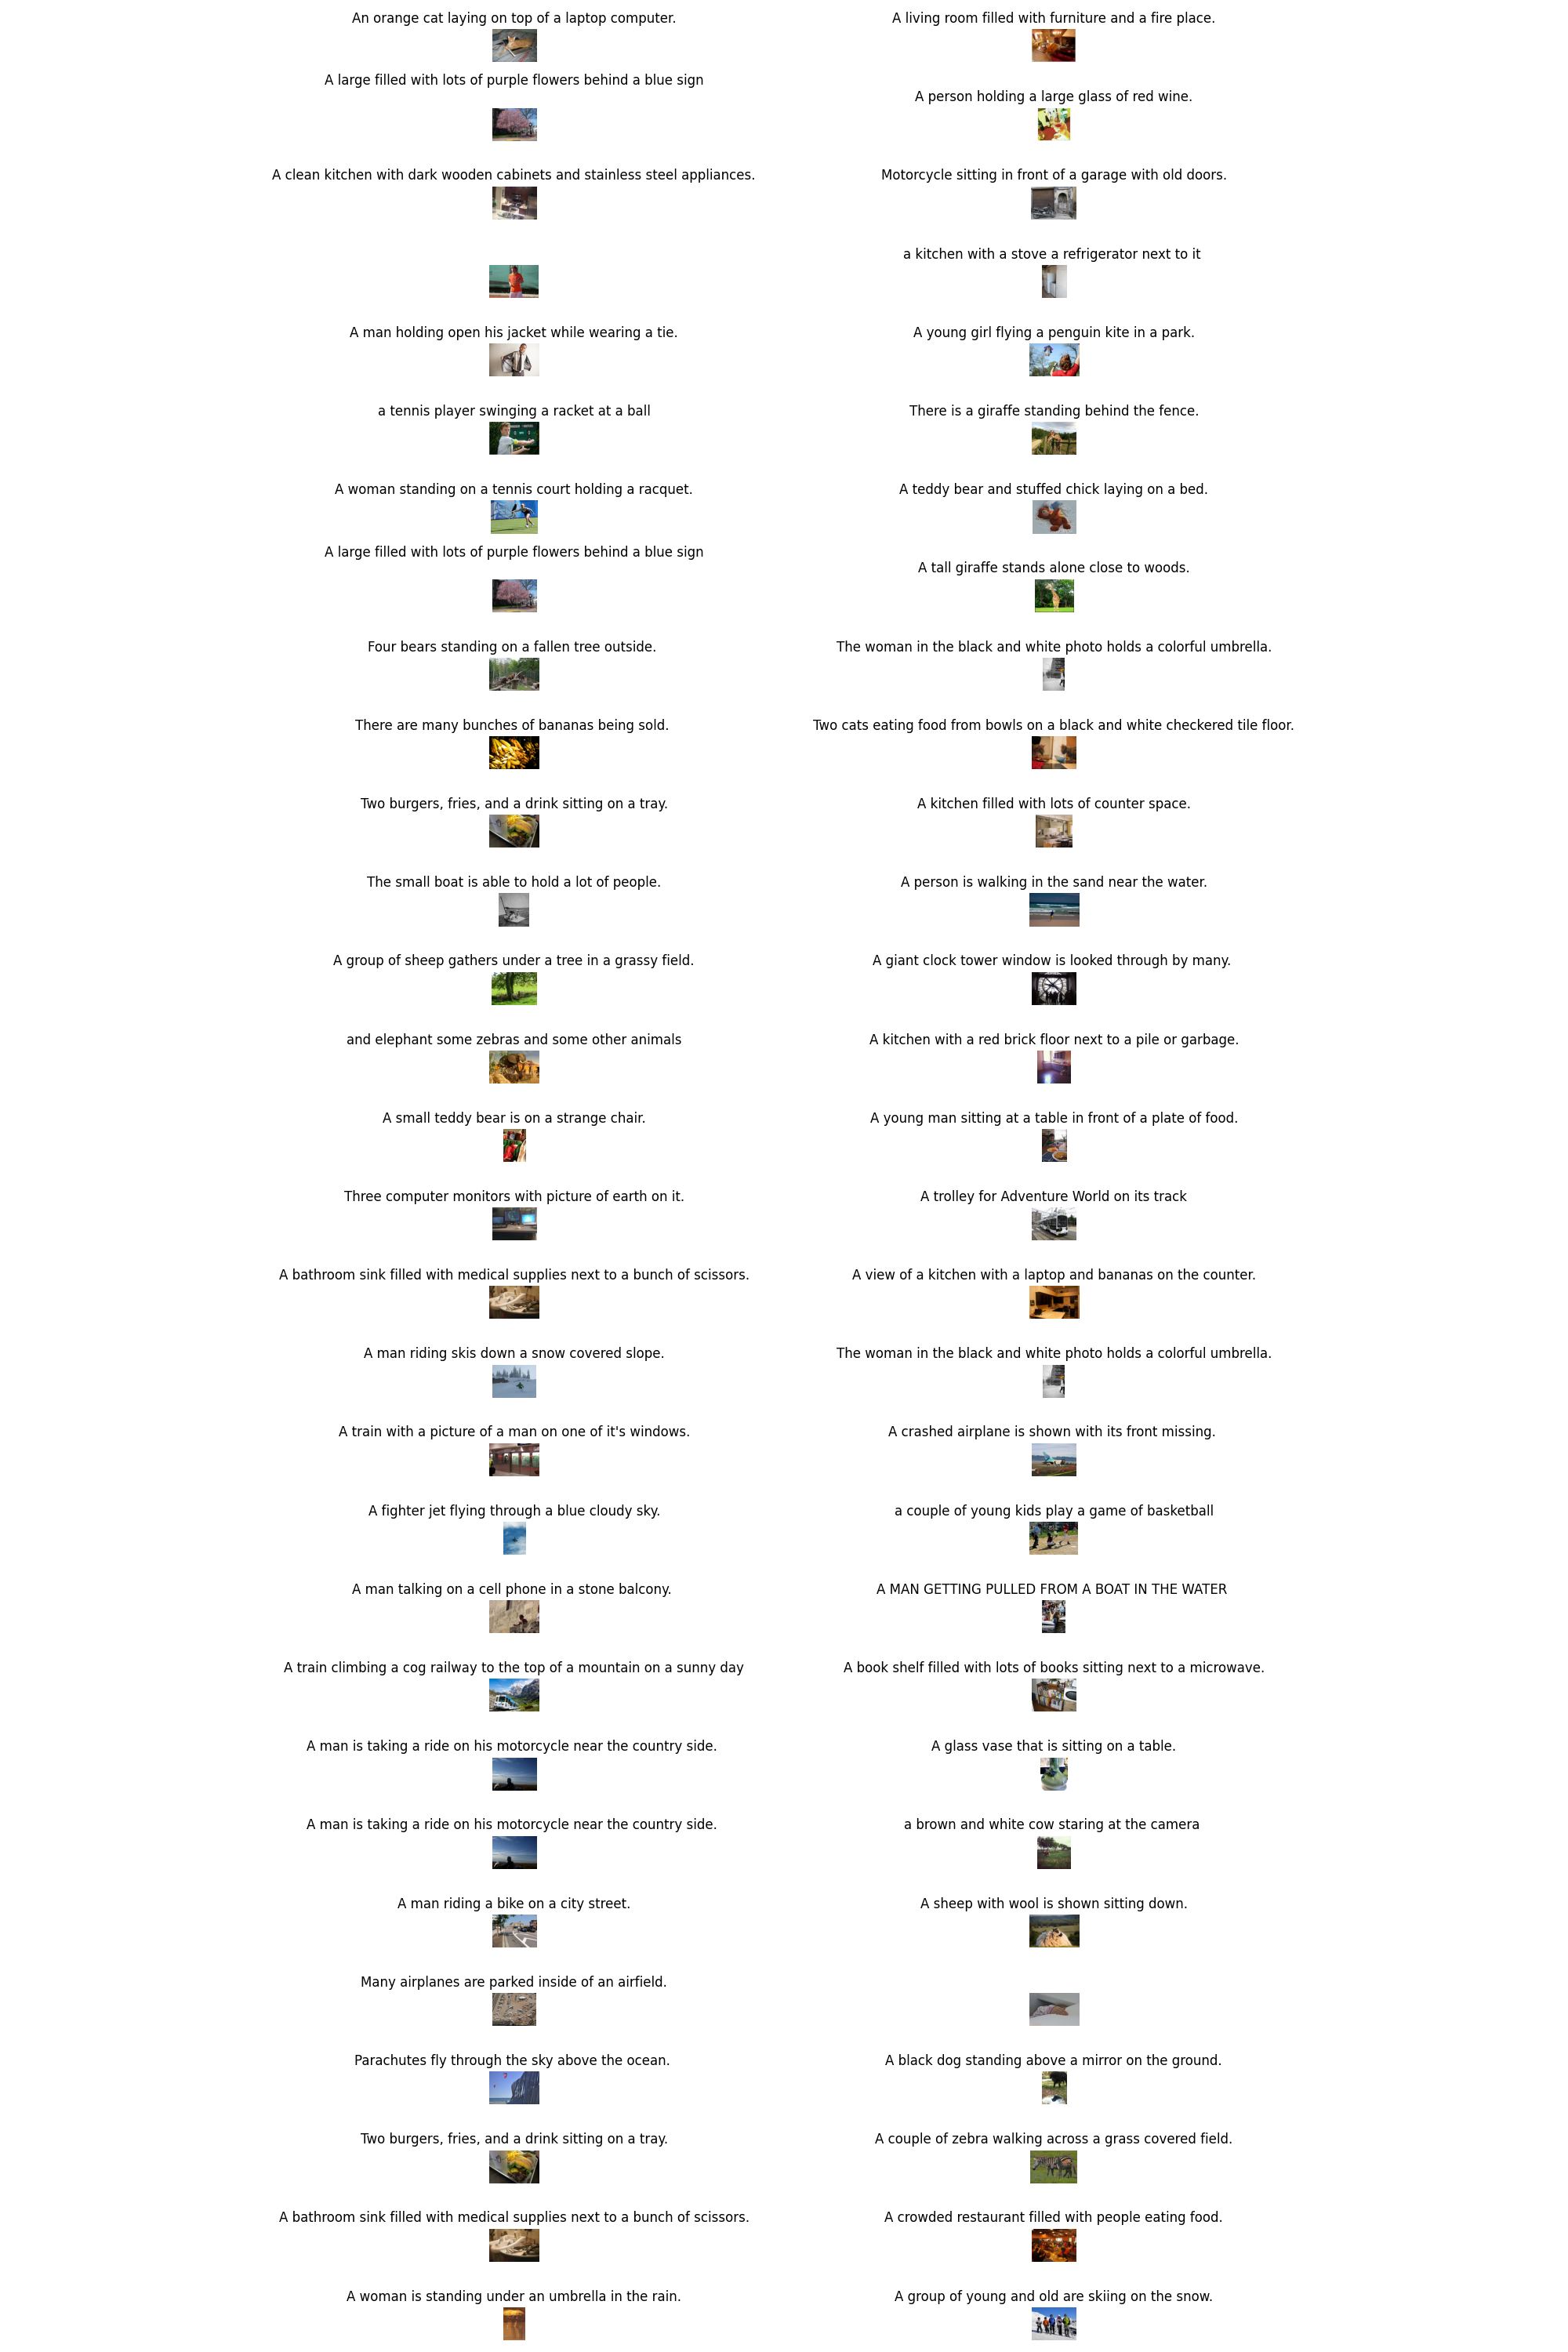 An orange cat laying on top of a laptop computer.
A living room filled with furniture and a fire place.
A large filled with lots of purple flowers behind a blue sign
A person holding a large glass of red wine.
A clean kitchen with dark wooden cabinets and stainless steel appliances.
Motorcycle sitting in front of a garage with old doors.
a kitchen with a stove a refrigerator next to it
A man holding open his jacket while wearing a tie.
A young girl flying a penguin kite in a park.
a tennis player swinging a racket at a ball
There is a giraffe standing behind the fence.
A woman standing on a tennis court holding a racquet.
A teddy bear and stuffed chick laying on a bed.
A large filled with lots of purple flowers behind a blue sign
A tall giraffe stands alone close to woods.
Four bears standing on a fallen tree outside.
The woman in the black and white photo holds a colorful umbrella.
There are many bunches of bananas being sold.
Two cats eating food from bowls on a black and white checkered tile floor.
Two burgers, fries, and a drink sitting on a tray.
A kitchen filled with lots of counter space.
The small boat is able to hold a lot of people.
A person is walking in the sand near the water.
A group of sheep gathers under a tree in a grassy field.
A giant clock tower window is looked through by many.
and elephant some zebras and some other animals
A kitchen with a red brick floor next to a pile or garbage.
A small teddy bear is on a strange chair.
A young man sitting at a table in front of a plate of food.
Three computer monitors with picture of earth on it.
A trolley for Adventure World on its track
A bathroom sink filled with medical supplies next to a bunch of scissors.
A view of a kitchen with a laptop and bananas on the counter.
A man riding skis down a snow covered slope.
The woman in the black and white photo holds a colorful umbrella.
A train with a picture of a man on one of it's windows.
A crashed airplane is shown with its front missing.
A fighter jet flying through a blue cloudy sky.
a couple of young kids play a game of basketball
A man talking on a cell phone in a stone balcony.
A MAN GETTING PULLED FROM A BOAT IN THE WATER
A train climbing a cog railway to the top of a mountain on a sunny day
A book shelf filled with lots of books sitting next to a microwave.
A man is taking a ride on his motorcycle near the country side.
A glass vase that is sitting on a table.
A man is taking a ride on his motorcycle near the country side.
a brown and white cow staring at the camera
A man riding a bike on a city street.
A sheep with wool is shown sitting down.
Many airplanes are parked inside of an airfield.
Parachutes fly through the sky above the ocean.
A black dog standing above a mirror on the ground.
Two burgers, fries, and a drink sitting on a tray.
A couple of zebra walking across a grass covered field.
A bathroom sink filled with medical supplies next to a bunch of scissors.
A crowded restaurant filled with people eating food.
A woman is standing under an umbrella in the rain.
A group of young and old are skiing on the snow.